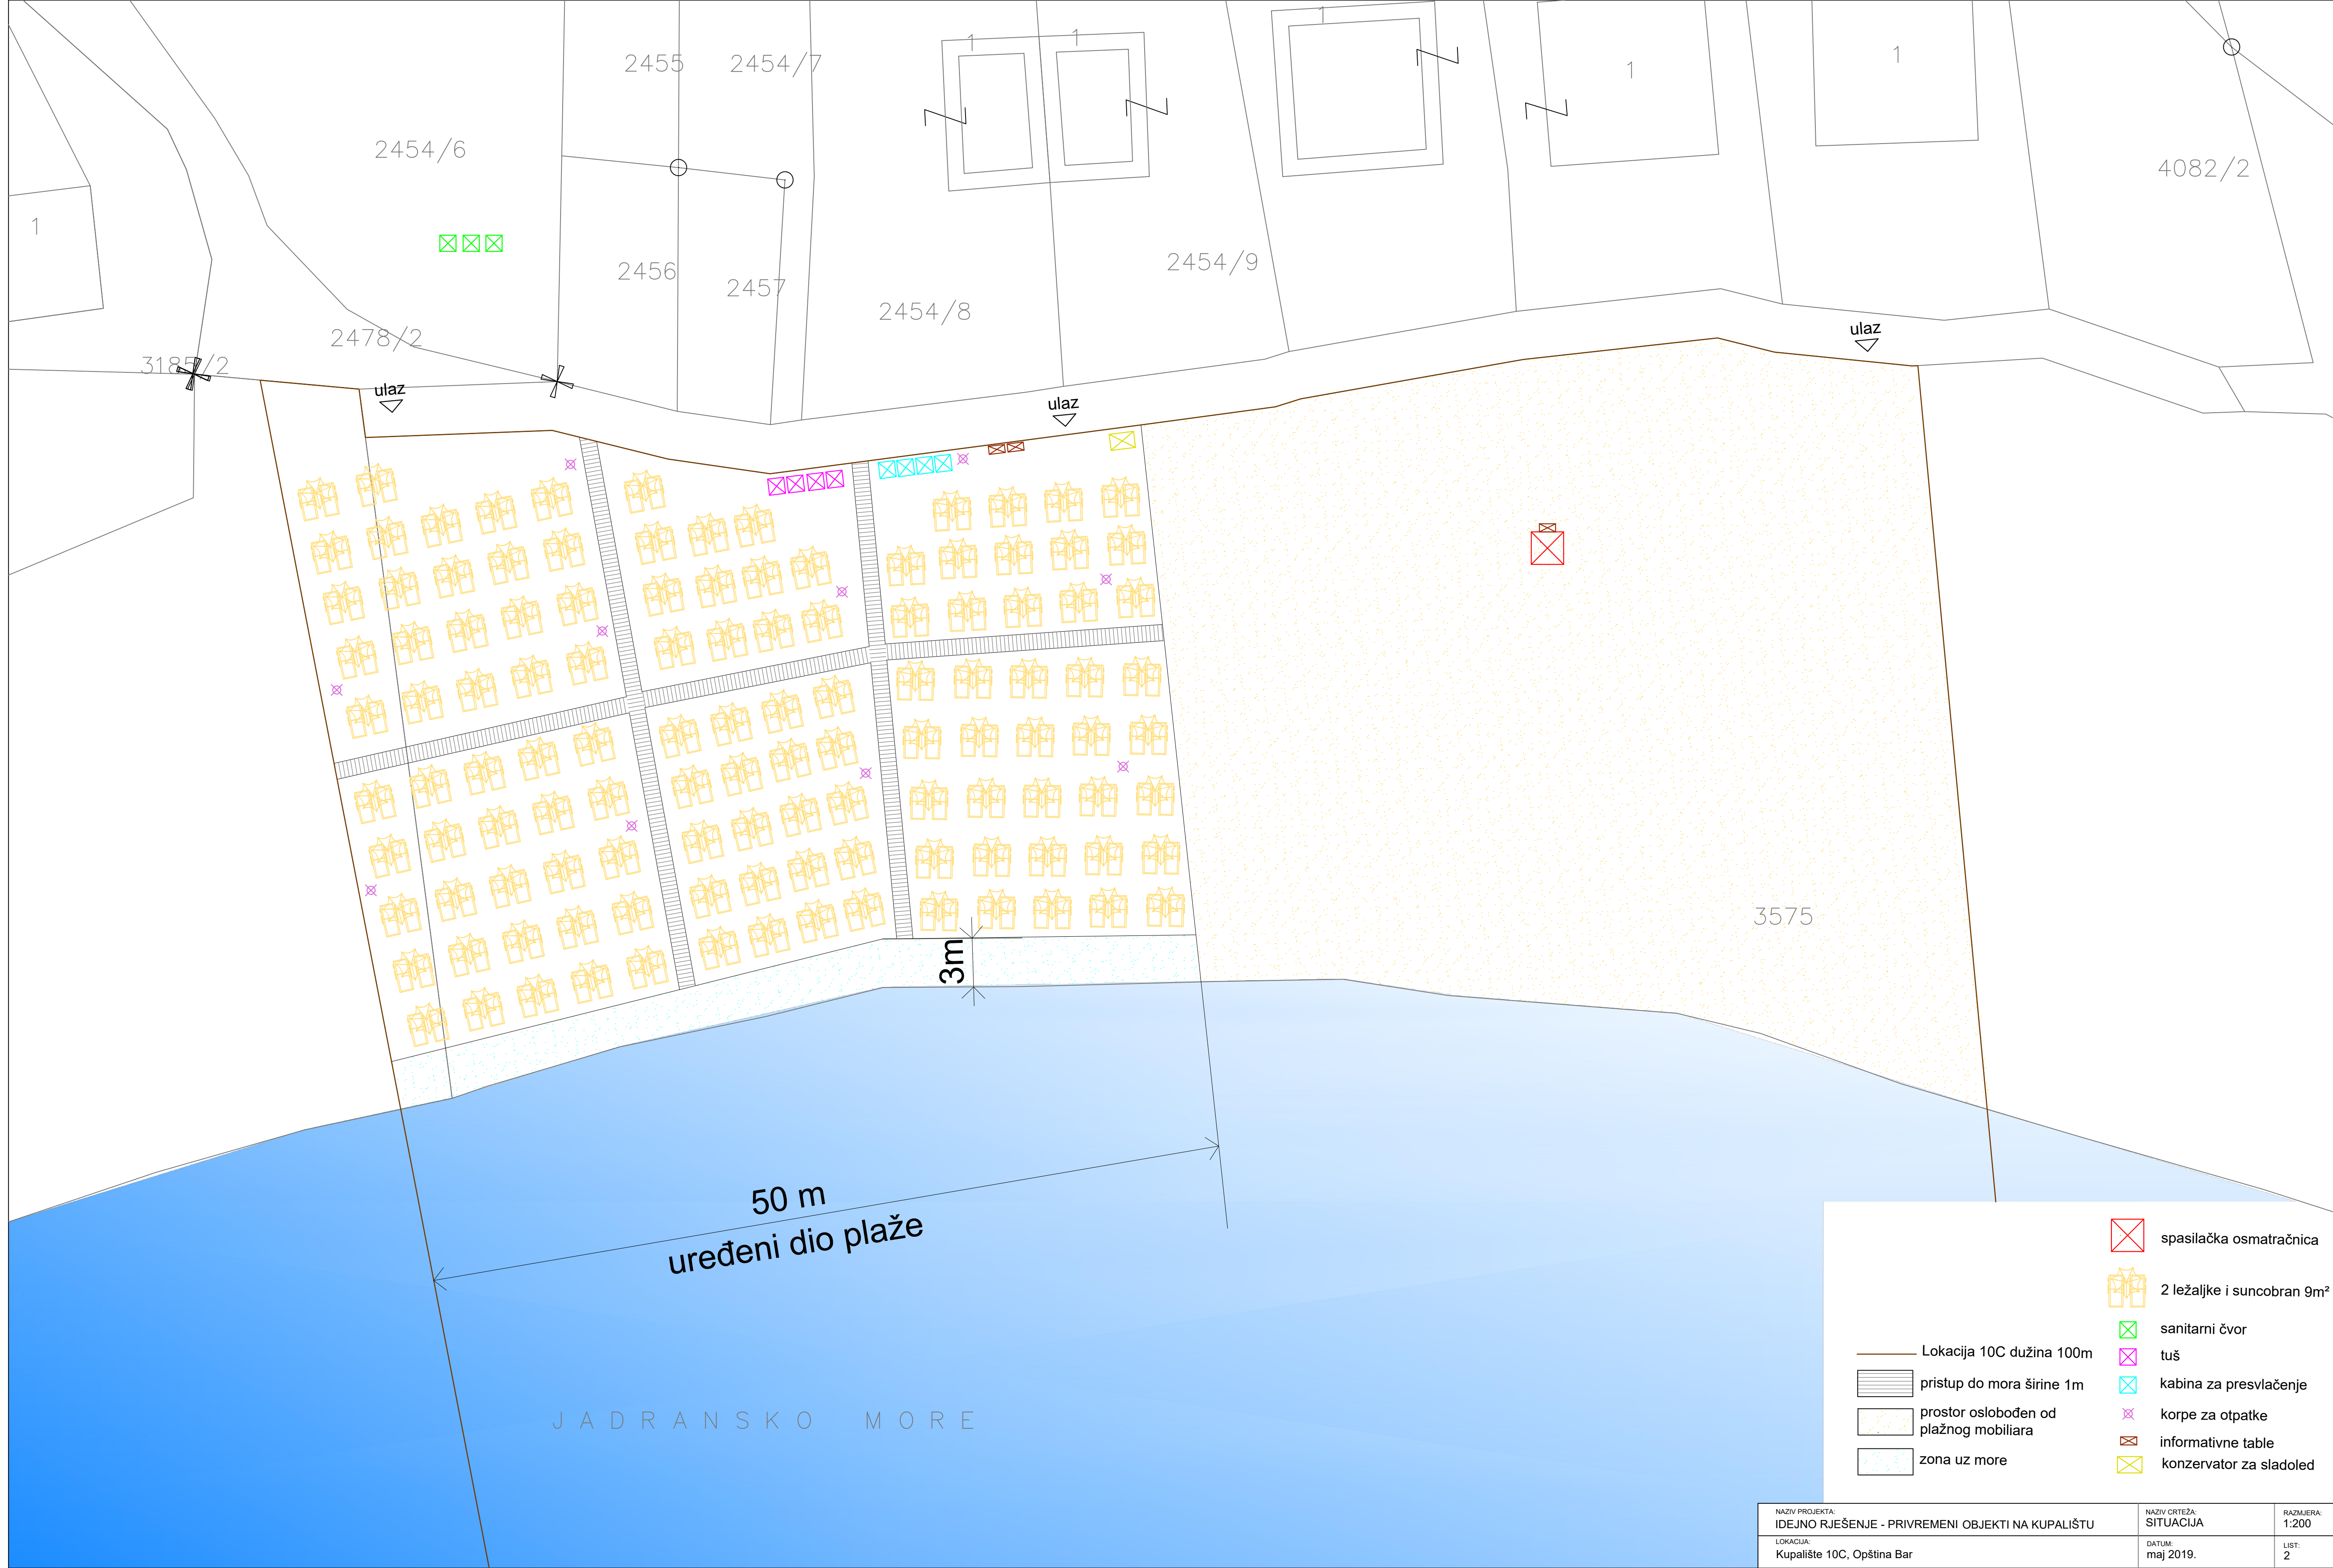 1
1
1
2455
2454/7
1
1
2454/6
4082/2
1
2456
2457
2454/9
2454/8
2478/2
3185/2
ulaz
ulaz
ulaz
3575
3m
50 m
uređeni dio plaže
JADRANSKO MORE
spasilačka osmatračnica
2 ležaljke i suncobran 9m²
sanitarni čvor
tuš
kabina za presvlačenje
korpe za otpatke
informativne table
konzervator za sladoled
Lokacija 10C dužina 100m
pristup do mora širine 1m
prostor oslobođen od
plažnog mobiliara
zona uz more
NAZIV PROJEKTA:
IDEJNO RJEŠENJE - PRIVREMENI OBJEKTI NA KUPALIŠTU
NAZIV CRTEŽA:
SITUACIJA
RAZMJERA:
1:200
LOKACIJA:
Kupalište 10C, Opština Bar
DATUM:
maj 2019.
LIST:
2